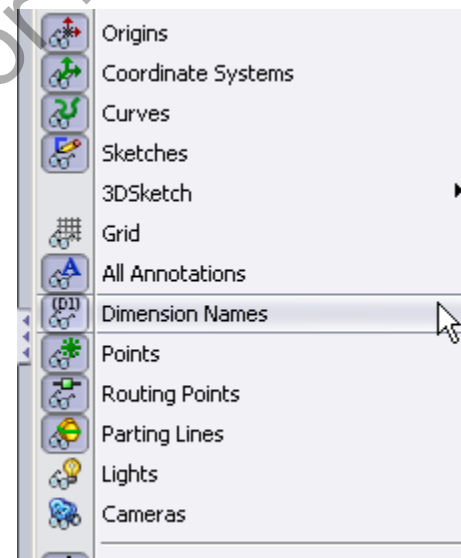 Origins
Coordinate Systems
Curves
Sketches
3DSketch
Grid
All Annotations
(D1) Dimension Names
Points
Routing Points
Parting Lines
Lights
Cameras